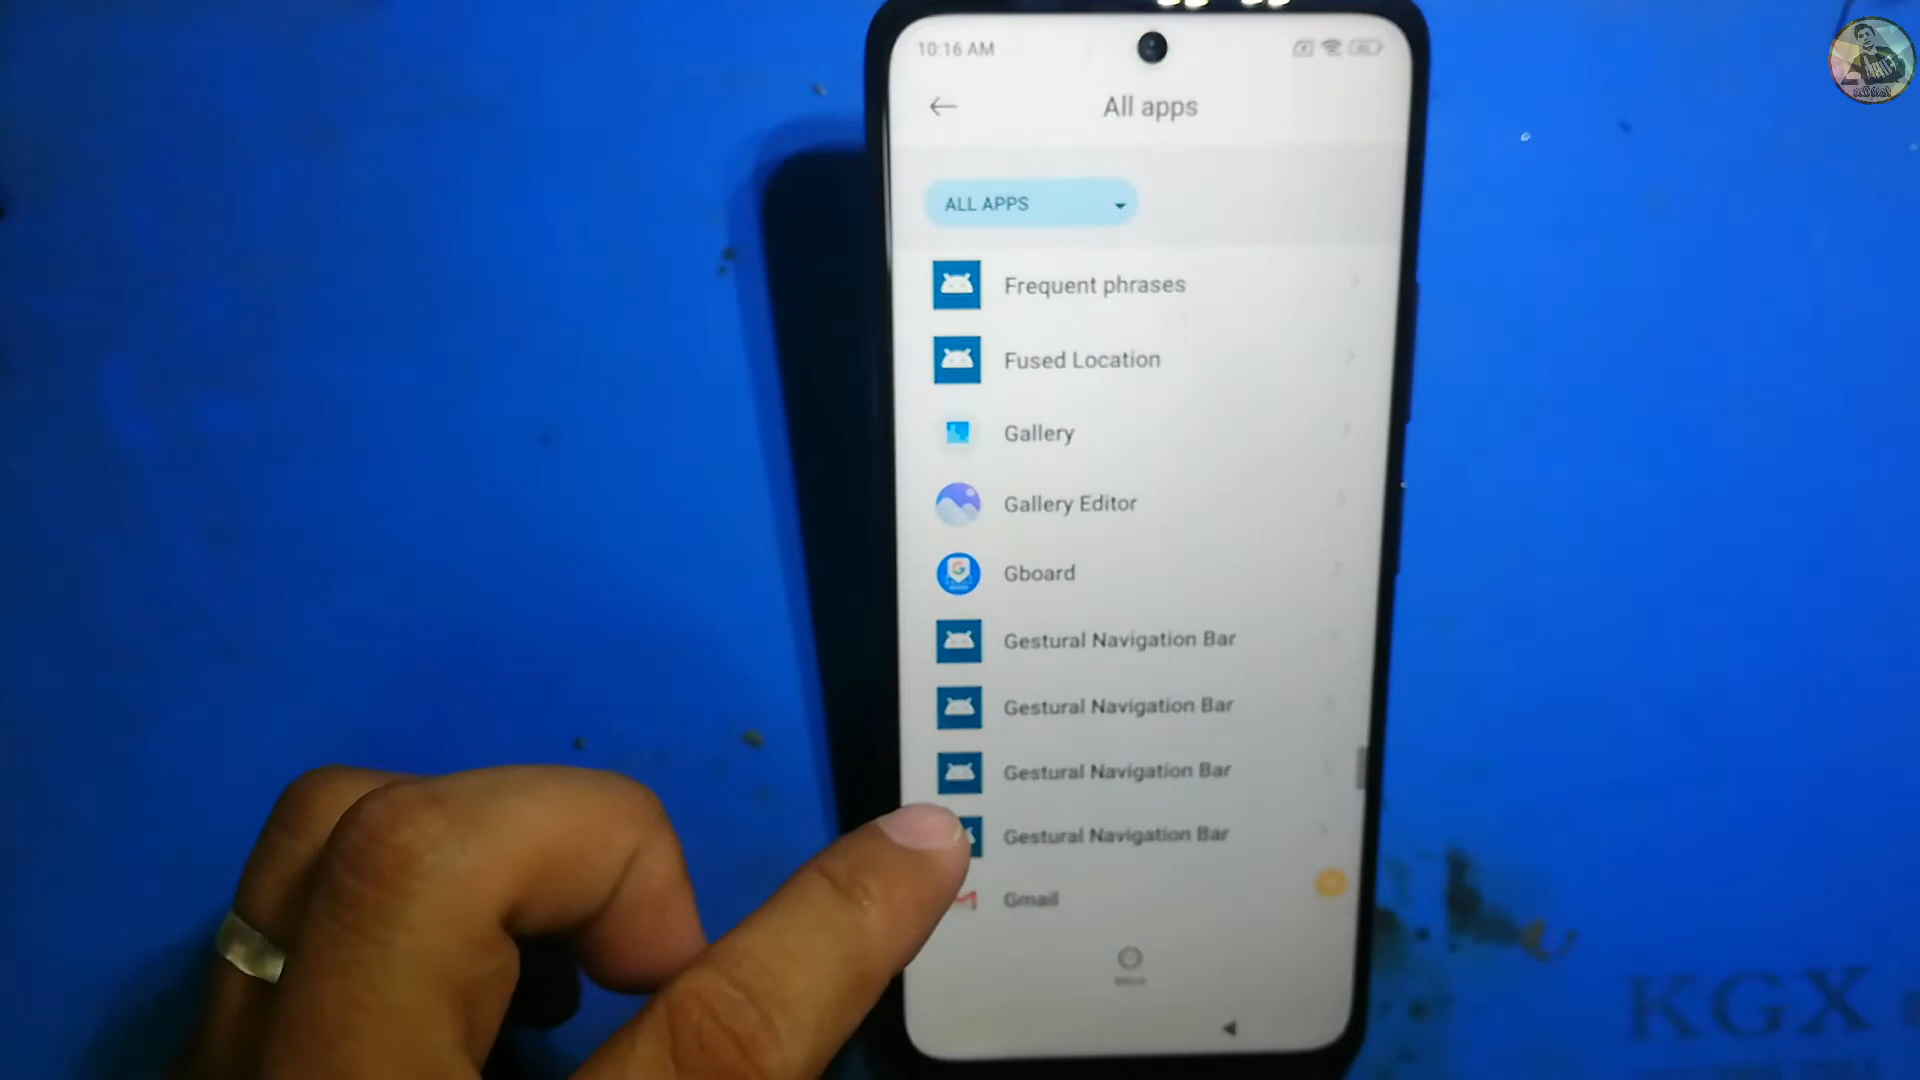 10:16 AM
All apps
ALL APPS
Frequent phrases
Fused Location
Gallery
Gallery Editor
Gboard
Gestural Navigation Bar
Gestural Navigation Bar
Gestural Navigation Bar
Gestural Navigation Bar
Gmail
KGX